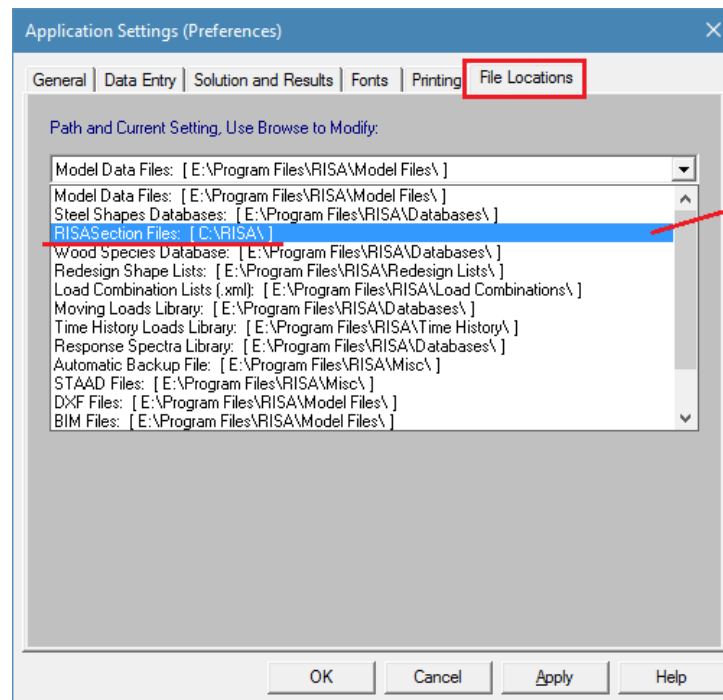 Application Settings (Preferences)
General Data Entry Solution and Results Fonts Printing File Locations
Path and Current Setting, Use Browse to Modify:
Model Data Files: [ E:\Program Files\RISA\Model Files\ ]
Model Data Files: [ E:\Program Files\RISA\Model Files\ ]
Steel Shapes Databases: [ E:\Program Files\RISA\Databases\ ]
RISASection Files: [ C:\RISA\ ]
Wood Species Database: [ E:\Program Files\RISA\Databases\ ]
Redesign Shape Lists: [ E:\Program Files\RISA\Redesign Lists\ ]
Load Combination Lists (.xml): [ E:\Program Files\RISA\Load Combinations\ ]
Moving Loads Library: [ E:\Program Files\RISA\Databases\ ]
Time History Loads Library: [ E:\Program Files\RISA\Time History\ ]
Response Spectra Library: [ E:\Program Files\RISA\Databases\ ]
Automatic Backup File: [ E:\Program Files\RISA\Misc\ ]
STAAD Files: [ E:\Program Files\RISA\Misc\ ]
DXF Files: [ E:\Program Files\RISA\Model Files\ ]
BIM Files: [ E:\Program Files\RISA\Model Files\ ]
OK Cancel Apply Help